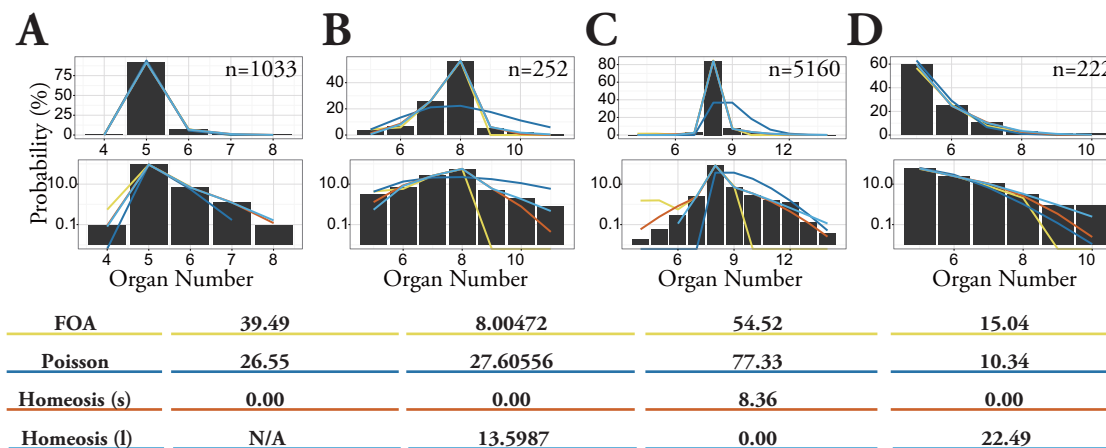 A B C D
n=1033 n=252 n=5160 n=222
Probability (%)
75
50
25
0
4 5 6 7 8
40
20
0
6 8 10
80
60
40
20
0
6 9 12
60
40
20
0
6 8 10
10.0
0.1
4 5 6 7 8
10.0
0.1
6 8 10
10.0
0.1
6 9 12
10.0
0.1
6 8 10
Organ Number Organ Number Organ Number Organ Number
FOA 39.49 8.00472 54.52 15.04
Poisson 26.55 27.60556 77.33 10.34
Homeosis (s) 0.00 0.00 8.36 0.00
Homeosis (l) N/A 13.5987 0.00 22.49